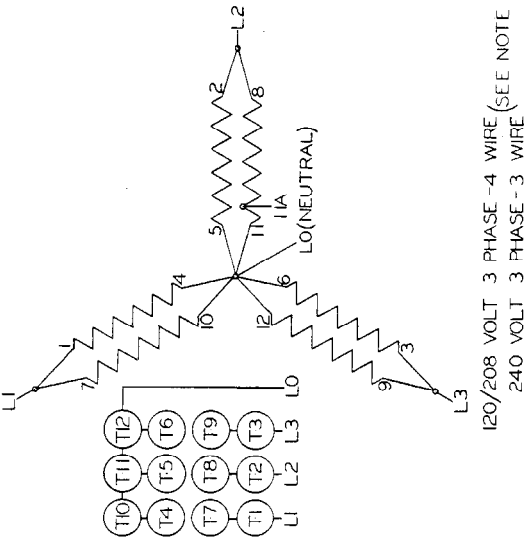 L1
L2
L3
L0(NEUTRAL)
1
7
4
10
2
8
5
11
11A
6
12
3
9
T10 T11 T12
T4 T5 T6
T7 T8 T9
T1 T2 T3
L1 L2 L3 L0
120/208 VOLT 3 PHASE-4 WIRE (SEE NOTE
240 VOLT 3 PHASE-3 WIRE